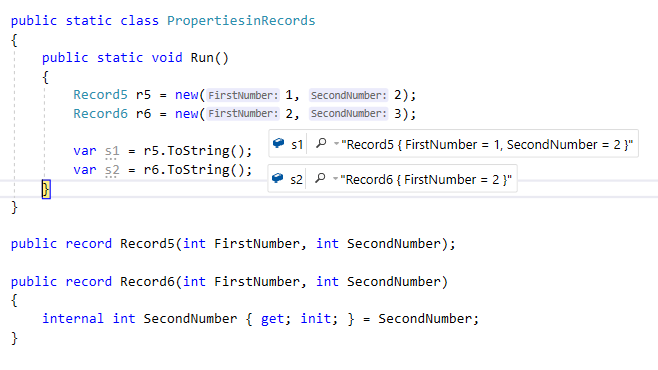 public static class PropertiesinRecords
{
public static void Run()
{
Record5 r5 = new(FirstNumber: 1, SecondNumber: 2);
Record6 r6 = new(FirstNumber: 2, SecondNumber: 3);
var s1 = r5.ToString(); s1 "Record5 { FirstNumber = 1, SecondNumber = 2 }"
var s2 = r6.ToString(); s2 "Record6 { FirstNumber = 2 }"
}
}
public record Record5(int FirstNumber, int SecondNumber);
public record Record6(int FirstNumber, int SecondNumber)
{
internal int SecondNumber { get; init; } = SecondNumber;
}